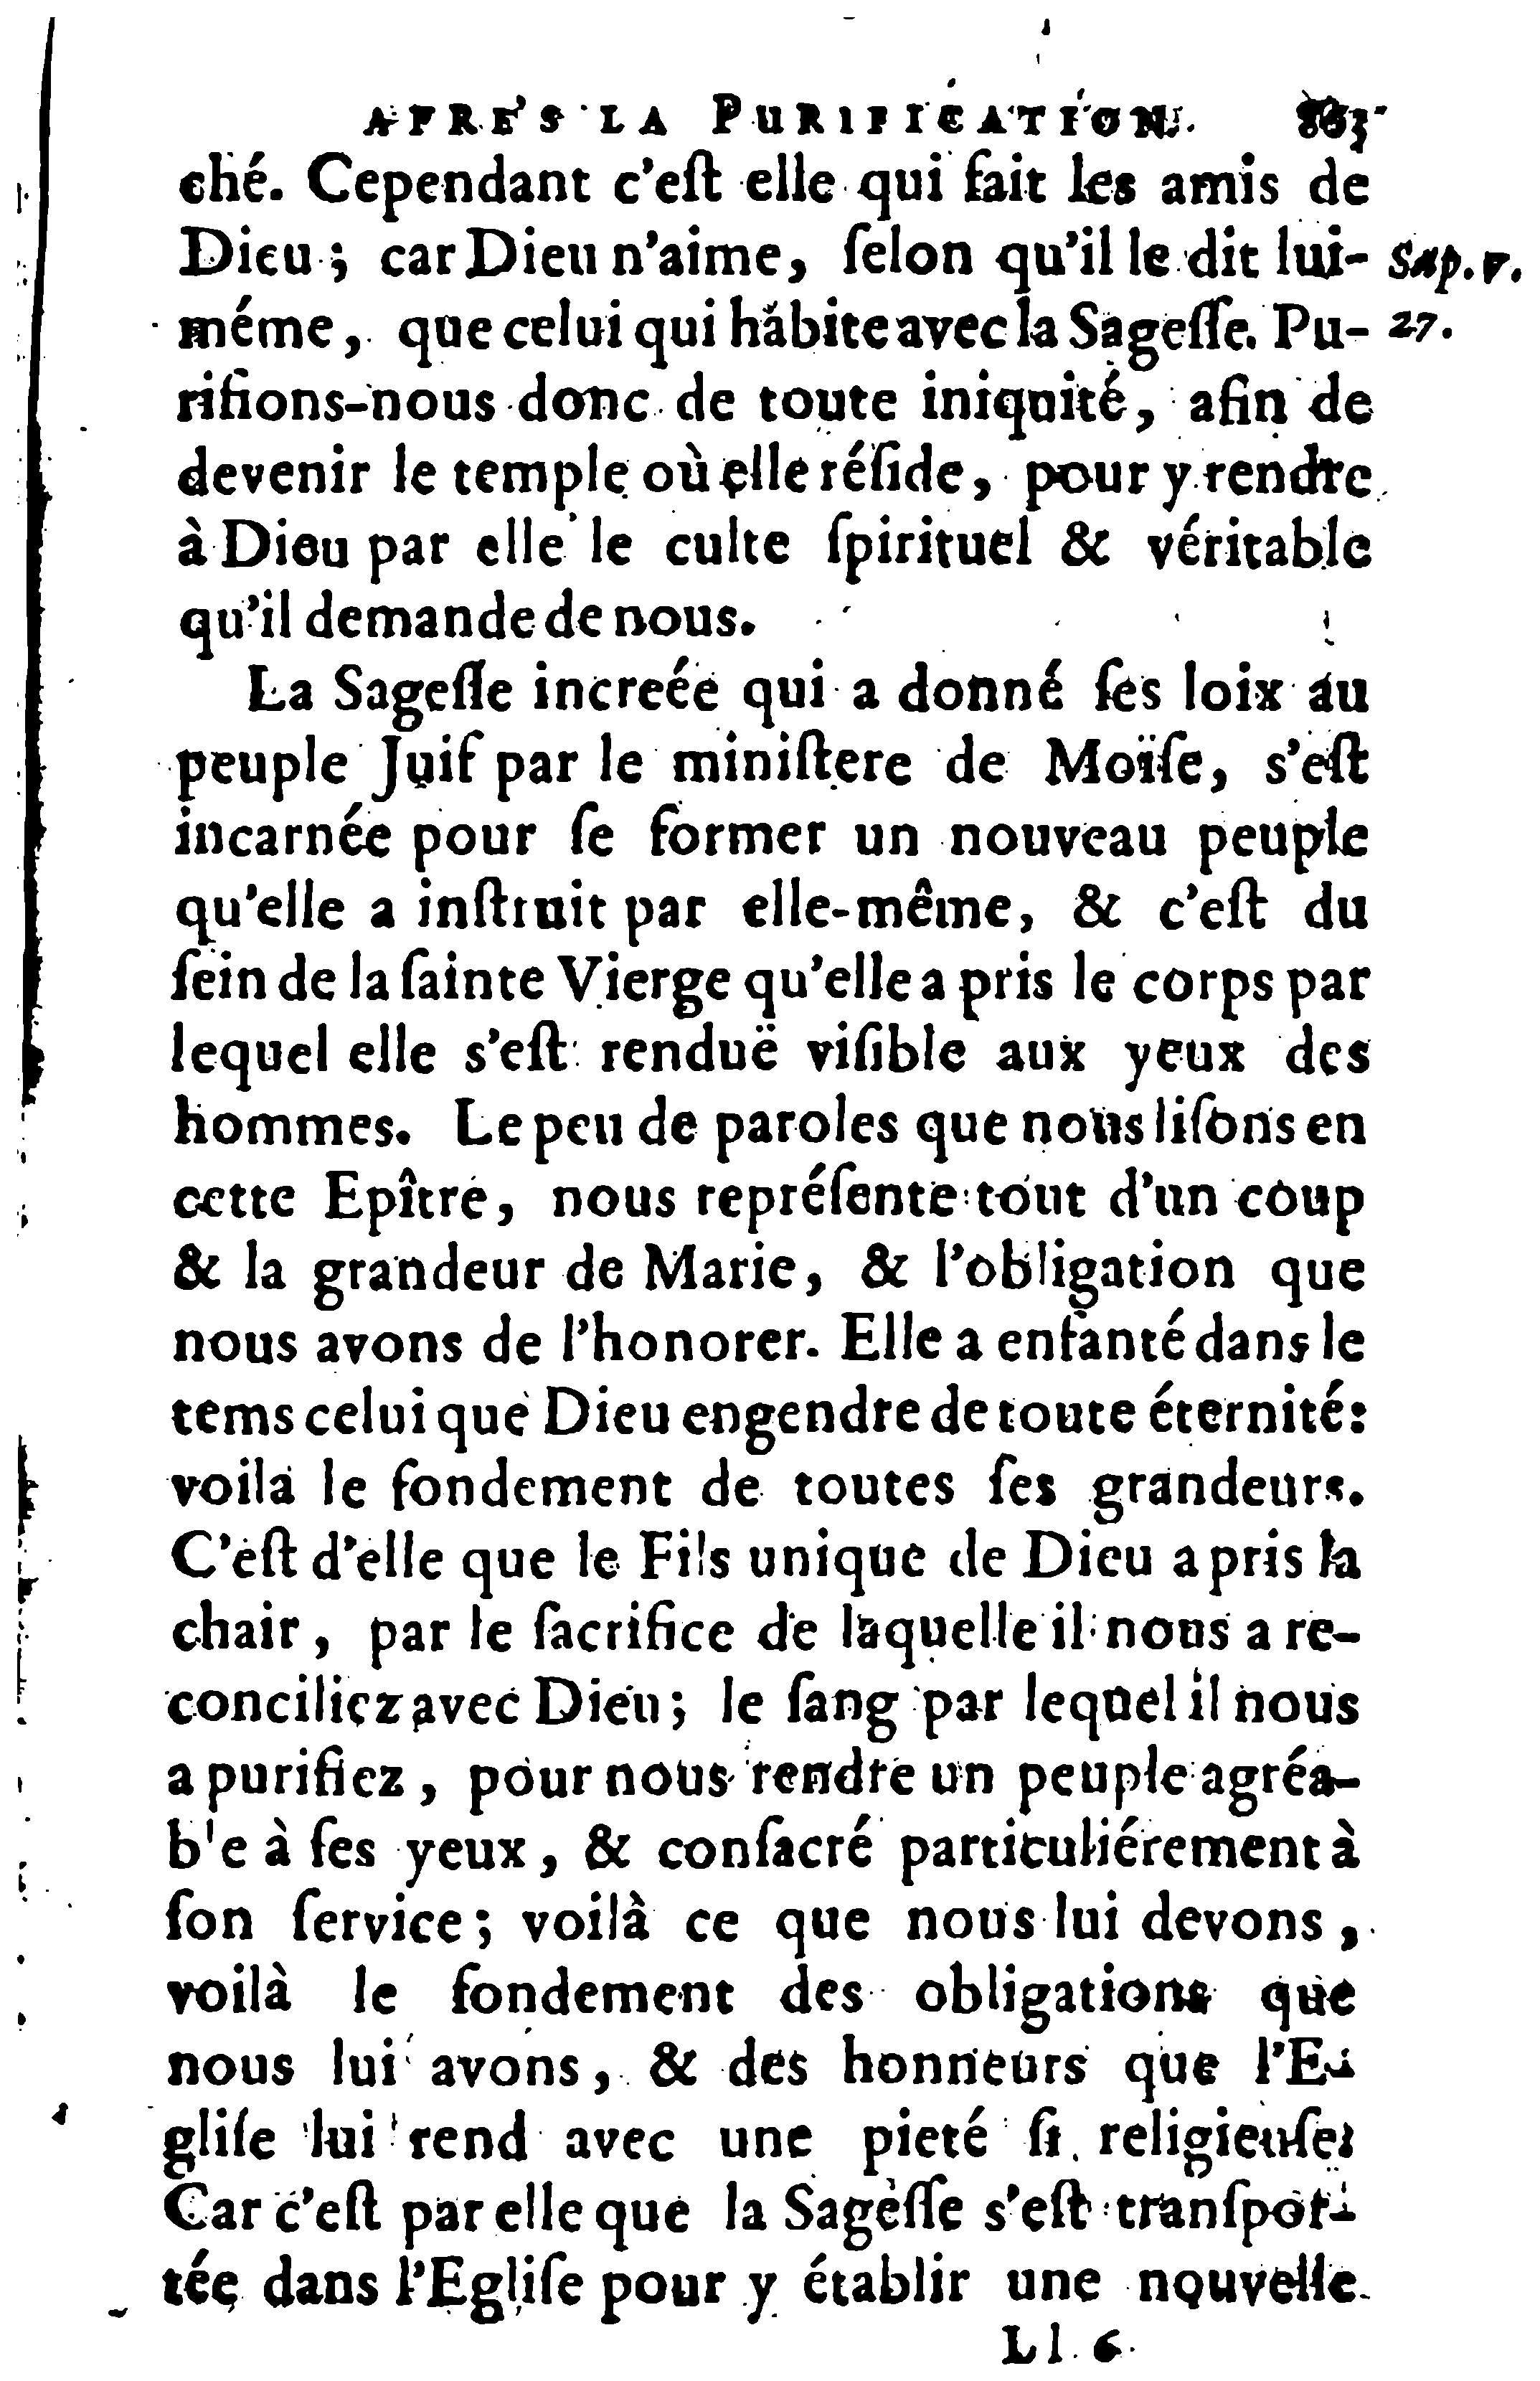 APRE'S LA PURIFICATION. 803
ché. Cependant c'eſt elle qui fait les amis de
Dieu ; car Dieu n'aime, ſelon qu'il le dit lui- Sap. v.
méme, que celui qui habite avec la Sageſſe. Pu- 27.
rifions-nous donc de toute iniquité, afin de
devenir le temple où elle réſide, pour y rendre
à Dieu par elle le culte ſpirituel & véritable
qu'il demande de nous.
La Sageſſe increée qui a donné ſes loix au
peuple Juif par le miniſtere de Moïſe, s'eſt
incarnée pour ſe former un nouveau peuple
qu'elle a inſtruit par elle-même, & c'eſt du
ſein de la ſainte Vierge qu'elle a pris le corps par
lequel elle s'eſt renduë viſible aux yeux des
hommes. Le peu de paroles que nous liſons en
cette Epître, nous repréſente tout d'un coup
& la grandeur de Marie, & l'obligation que
nous avons de l'honorer. Elle a enfanté dans le
tems celui que Dieu engendre de toute éternité:
voila le fondement de toutes ſes grandeurs.
C'eſt d'elle que le Fils unique de Dieu a pris la
chair, par le ſacrifice de laquelle il nous a re-
conciliez avec Dieu; le ſang par lequel il nous
a purifiez, pour nous rendre un peuple agréa-
ble à ſes yeux, & conſacré particuliérement à
ſon ſervice; voilà ce que nous lui devons,
voilà le fondement des obligations que
nous lui avons, & des honneurs que l'E-
gliſe lui rend avec une pieté ſi religieuſe:
Car c'eſt par elle que la Sageſſe s'eſt tranſpor-
tée dans l'Egliſe pour y établir une nouvelle
Ll 6